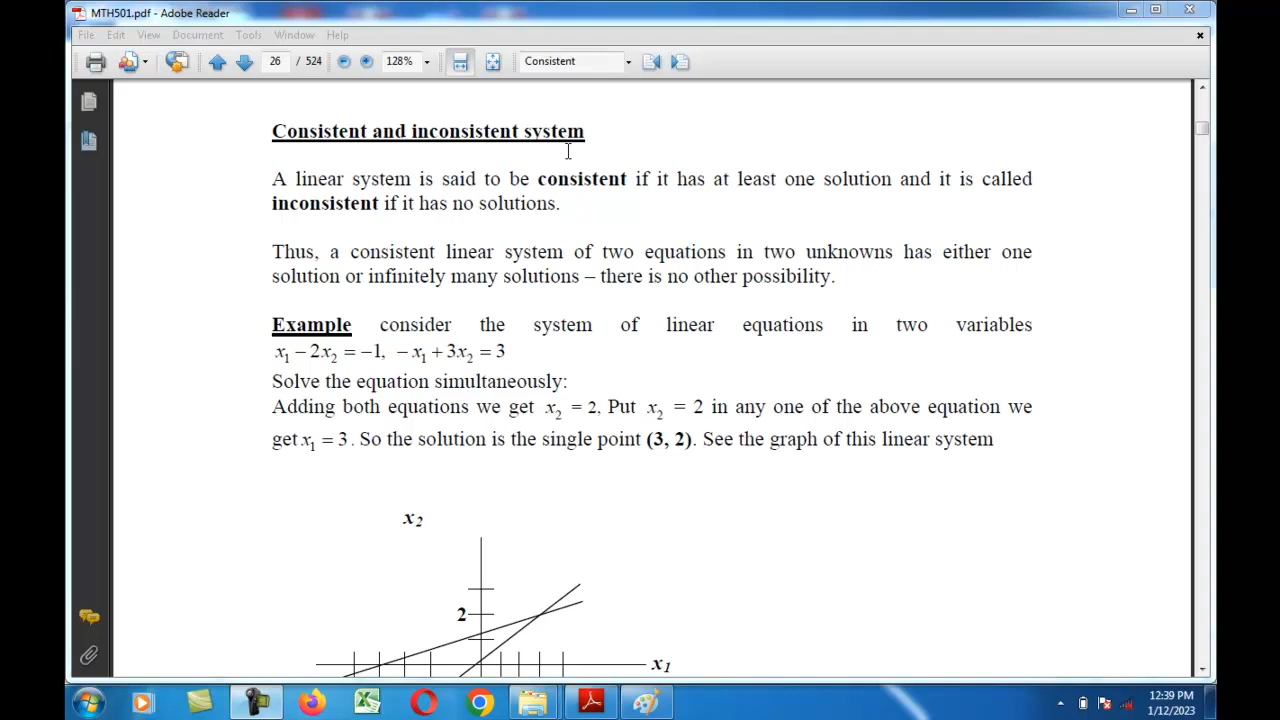 MTH501.pdf - Adobe Reader
File Edit View Document Tools Window Help
26 / 524 128% Consistent
Consistent and inconsistent system
A linear system is said to be consistent if it has at least one solution and it is called
inconsistent if it has no solutions.
Thus, a consistent linear system of two equations in two unknowns has either one
solution or infinitely many solutions – there is no other possibility.
Example consider the system of linear equations in two variables
x₁ − 2x₂ = −1, −x₁ + 3x₂ = 3
Solve the equation simultaneously:
Adding both equations we get x₂ = 2, Put x₂ = 2 in any one of the above equation we
get x₁ = 3. So the solution is the single point (3, 2). See the graph of this linear system
x₂
2
x₁
12:39 PM
1/12/2023